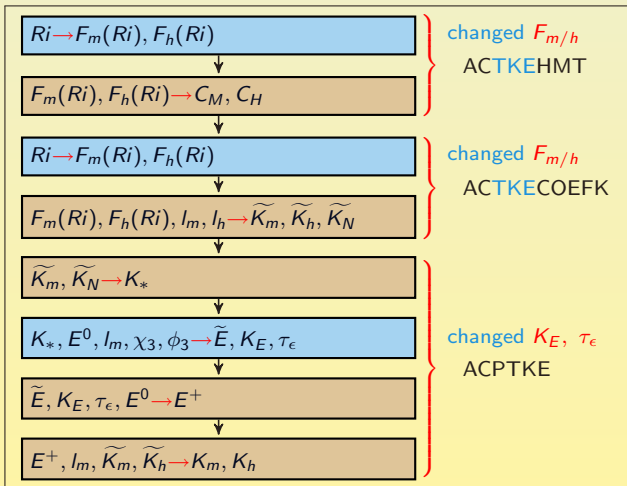 Ri→F_m(Ri), F_h(Ri)
F_m(Ri), F_h(Ri)→C_M, C_H
changed F_{m/h}
ACTKEHMT
Ri→F_m(Ri), F_h(Ri)
F_m(Ri), F_h(Ri), l_m, l_h→K̃_m, K̃_h, K̃_N
changed F_{m/h}
ACTKECOEFK
K̃_m, K̃_N→K_*
K_*, E^0, l_m, χ_3, ϕ_3→Ẽ, K_E, τ_ϵ
Ẽ, K_E, τ_ϵ, E^0→E^+
E^+, l_m, K̃_m, K̃_h→K_m, K_h
changed K_E, τ_ϵ
ACPTKE